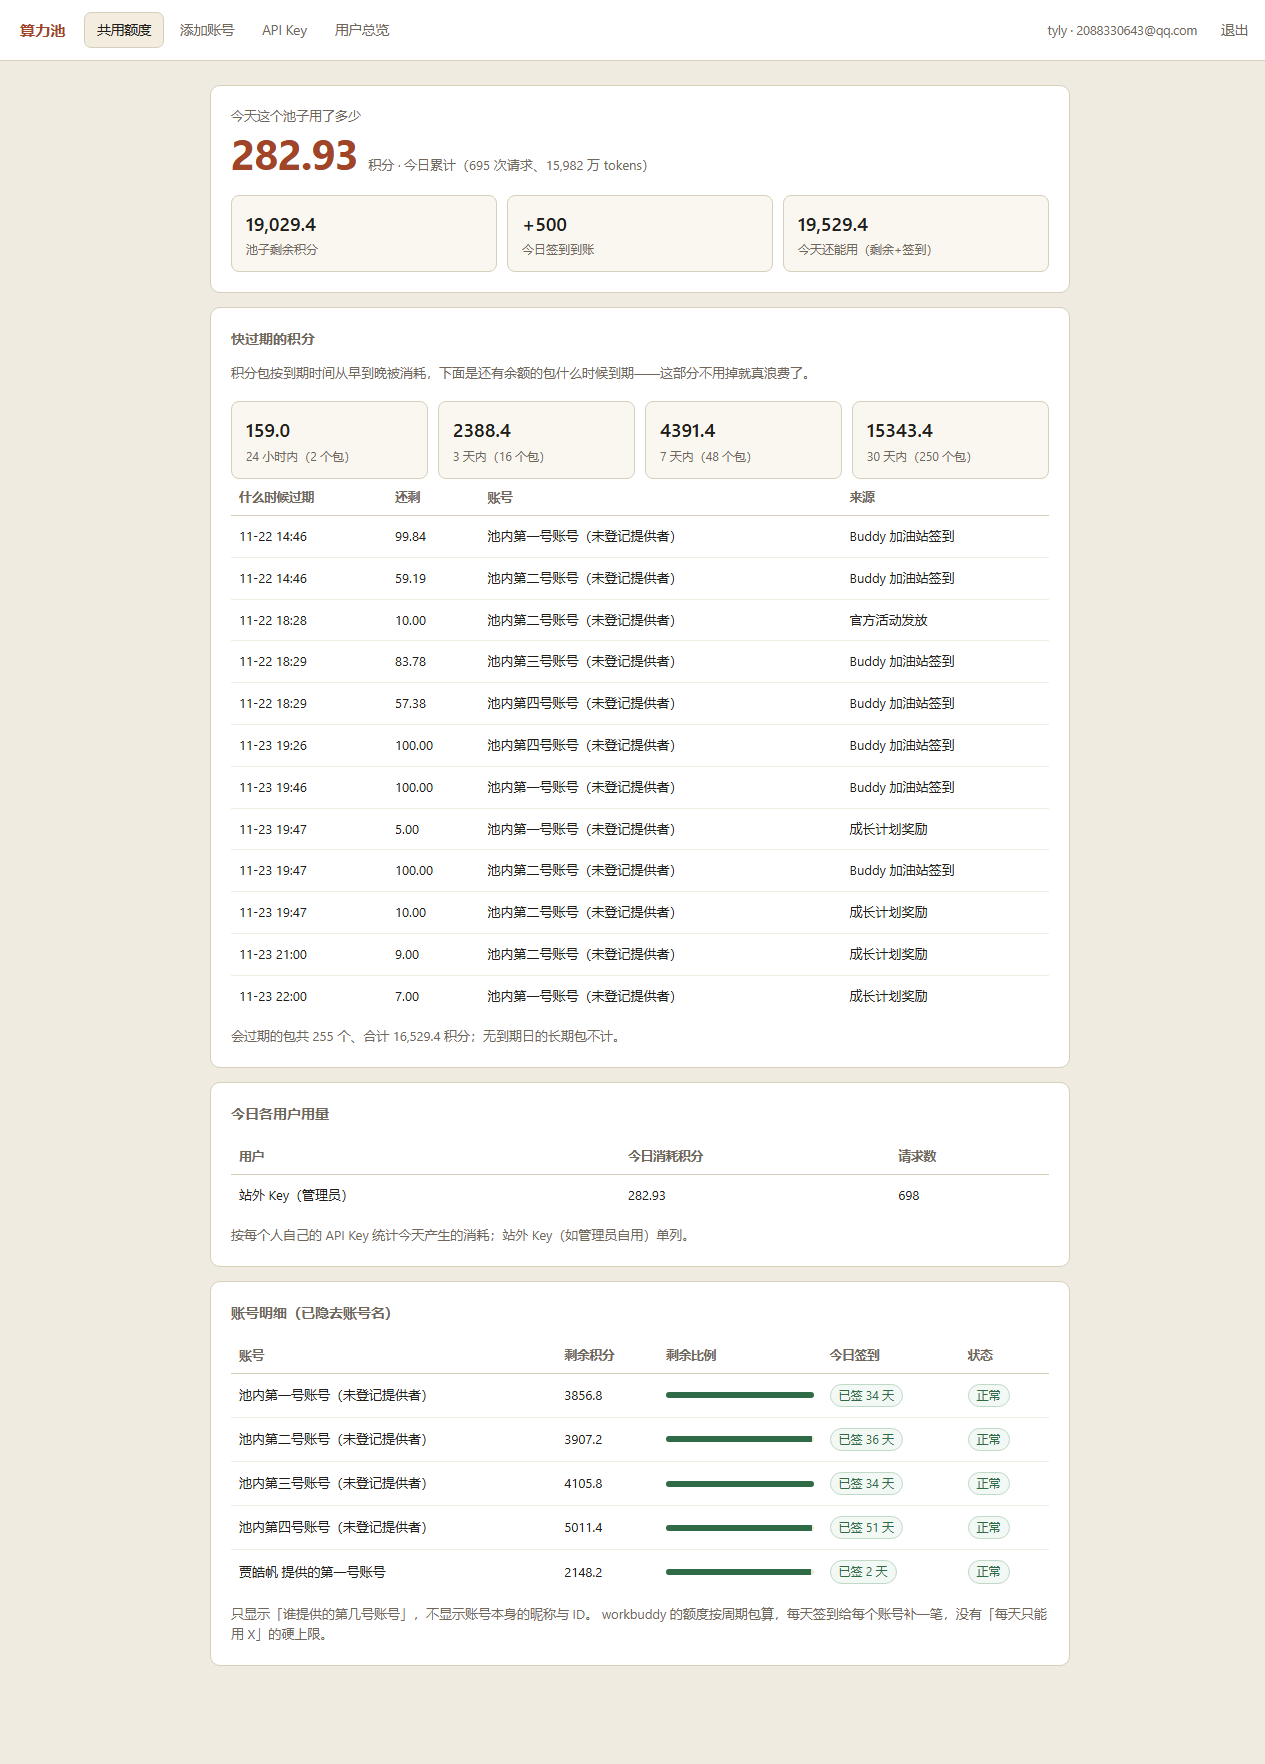 算力池 共用额度 添加账号 API Key 用户总览 tyly · 2088330643@qq.com 退出
今天这个池子用了多少
282.93 积分 · 今日累计（695 次请求、15,982 万 tokens）
19,029.4 +500 19,529.4
池子剩余积分 今日签到到账 今天还能用（剩余+签到）
快过期的积分
积分包按到期时间从早到晚被消耗，下面是还有余额的包什么时候到期——这部分不用掉就真浪费了。
159.0 2388.4 4391.4 15343.4
24 小时内（2 个包） 3 天内（16 个包） 7 天内（48 个包） 30 天内（250 个包）
什么时候过期 还剩 账号 来源
11-22 14:46 99.84 池内第一号账号（未登记提供者） Buddy 加油站签到
11-22 14:46 59.19 池内第二号账号（未登记提供者） Buddy 加油站签到
11-22 18:28 10.00 池内第二号账号（未登记提供者） 官方活动发放
11-22 18:29 83.78 池内第三号账号（未登记提供者） Buddy 加油站签到
11-22 18:29 57.38 池内第四号账号（未登记提供者） Buddy 加油站签到
11-23 19:26 100.00 池内第四号账号（未登记提供者） Buddy 加油站签到
11-23 19:46 100.00 池内第一号账号（未登记提供者） Buddy 加油站签到
11-23 19:47 5.00 池内第一号账号（未登记提供者） 成长计划奖励
11-23 19:47 100.00 池内第二号账号（未登记提供者） Buddy 加油站签到
11-23 19:47 10.00 池内第二号账号（未登记提供者） 成长计划奖励
11-23 21:00 9.00 池内第二号账号（未登记提供者） 成长计划奖励
11-23 22:00 7.00 池内第一号账号（未登记提供者） 成长计划奖励
会过期的包共 255 个、合计 16,529.4 积分；无到期日的长期包不计。
今日各用户用量
用户 今日消耗积分 请求数
站外 Key（管理员） 282.93 698
按每个人自己的 API Key 统计今天产生的消耗；站外 Key（如管理员自用）单列。
账号明细（已隐去账号名）
账号 剩余积分 剩余比例 今日签到 状态
池内第一号账号（未登记提供者） 3856.8 已签 34 天 正常
池内第二号账号（未登记提供者） 3907.2 已签 36 天 正常
池内第三号账号（未登记提供者） 4105.8 已签 34 天 正常
池内第四号账号（未登记提供者） 5011.4 已签 51 天 正常
贾皓帆 提供的第一号账号 2148.2 已签 2 天 正常
只显示「谁提供的第几号账号」，不显示账号本身的昵称与 ID。 workbuddy 的额度按周期包算，每天签到给每个账号补一笔，没有「每天只能
用 X」的硬上限。